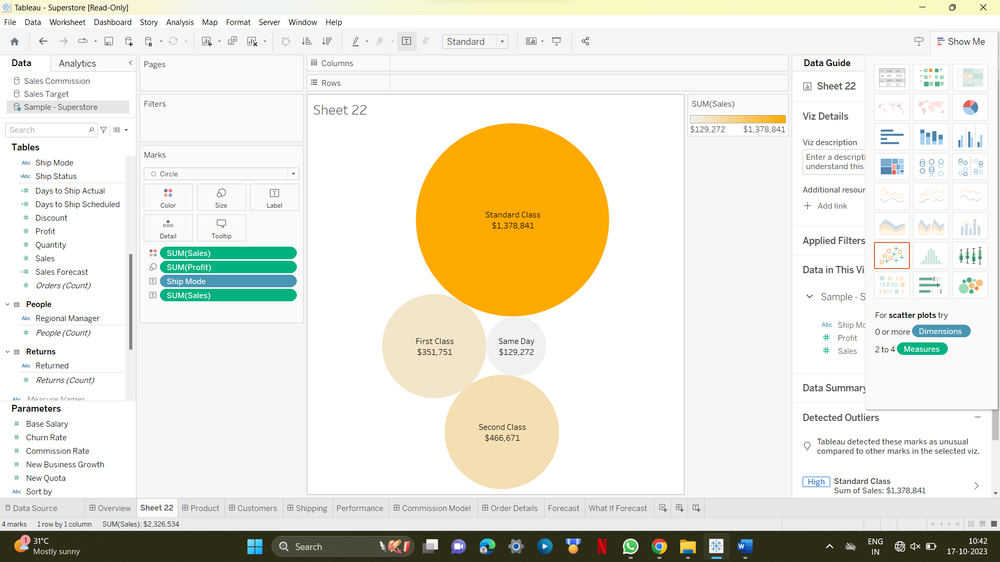 Tableau - Superstore [Read-Only]
File Data Worksheet Dashboard Story Analysis Map Format Server Window Help
Standard
Show Me
Data Analytics
Sales Commission
Sales Target
Sample - Superstore
Search
Tables
Abc Ship Mode
=Abc Ship Status
Days to Ship Actual
Days to Ship Scheduled
Discount
Profit
Quantity
Sales
Sales Forecast
Orders (Count)
People
Abc Regional Manager
People (Count)
Returns
Abc Returned
Returns (Count)
Abc Measure Names
Parameters
Base Salary
Churn Rate
Commission Rate
New Business Growth
New Quota
Abc Sort by
Pages
Filters
Marks
Circle
Color Size Label
Detail Tooltip
SUM(Sales)
SUM(Profit)
Ship Mode
SUM(Sales)
Columns
Rows
Sheet 22
Standard Class
$1,378,841
First Class
$351,751
Same Day
$129,272
Second Class
$466,671
SUM(Sales)
$129,272 $1,378,841
Data Guide
Sheet 22
Viz Details
Viz description
Enter a descripti
understand this
Additional resour
Add link
Applied Filters
Data in This Vi
Sample - S
Abc Ship Mo
Profit
Sales
Data Summary
Detected Outliers
Tableau detected these marks as unusual
compared to other marks in the selected viz.
High Standard Class
Sum of Sales: $1,378,841
For scatter plots try
0 or more Dimensions
2 to 4 Measures
Data Source Overview Sheet 22 Product Customers Shipping Performance Commission Model Order Details Forecast What If Forecast
4 marks 1 row by 1 column SUM(Sales): $2,326,534
1
31°C
Mostly sunny
Search
ENG
IN
10:42
17-10-2023